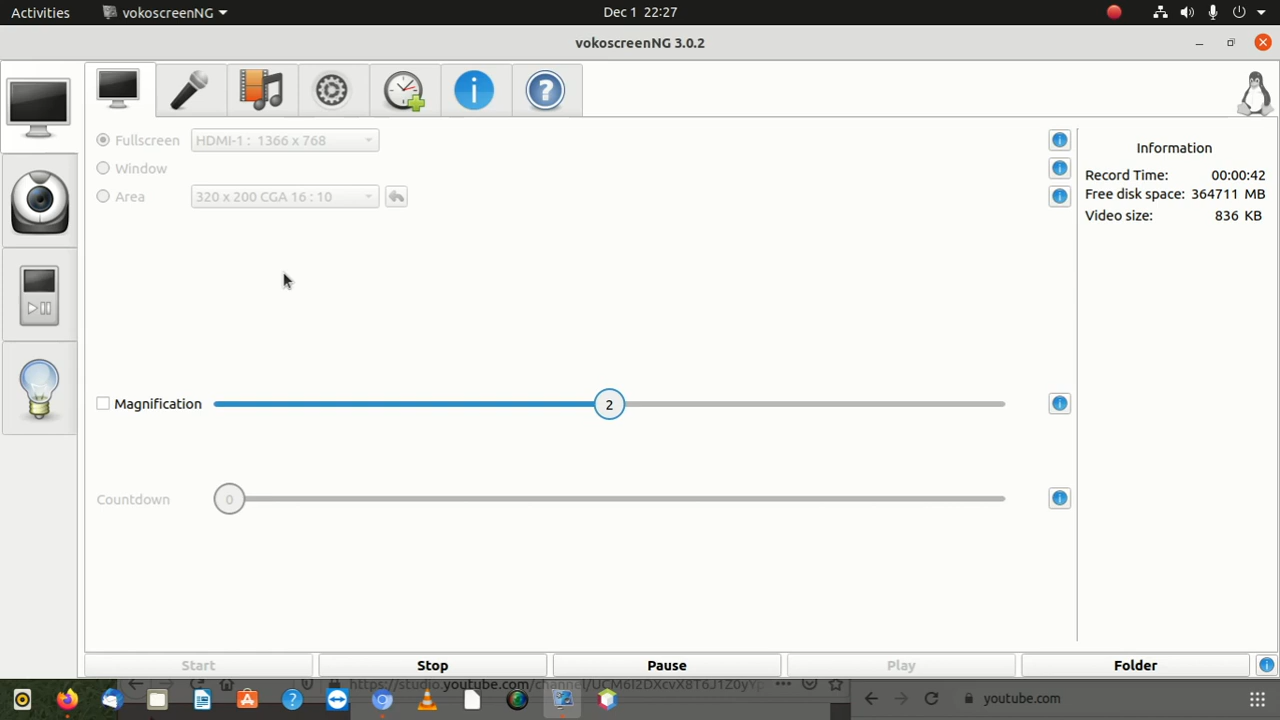 Activities
vokoscreenNG
Dec 1 22:27
vokoscreenNG 3.0.2
Fullscreen
HDMI-1 : 1366 x 768
Window
Area
320 x 200 CGA 16 : 10
Information
Record Time: 00:00:42
Free disk space: 364711 MB
Video size: 836 KB
Magnification
2
Countdown
0
Start
Stop
Pause
Play
Folder
youtube.com